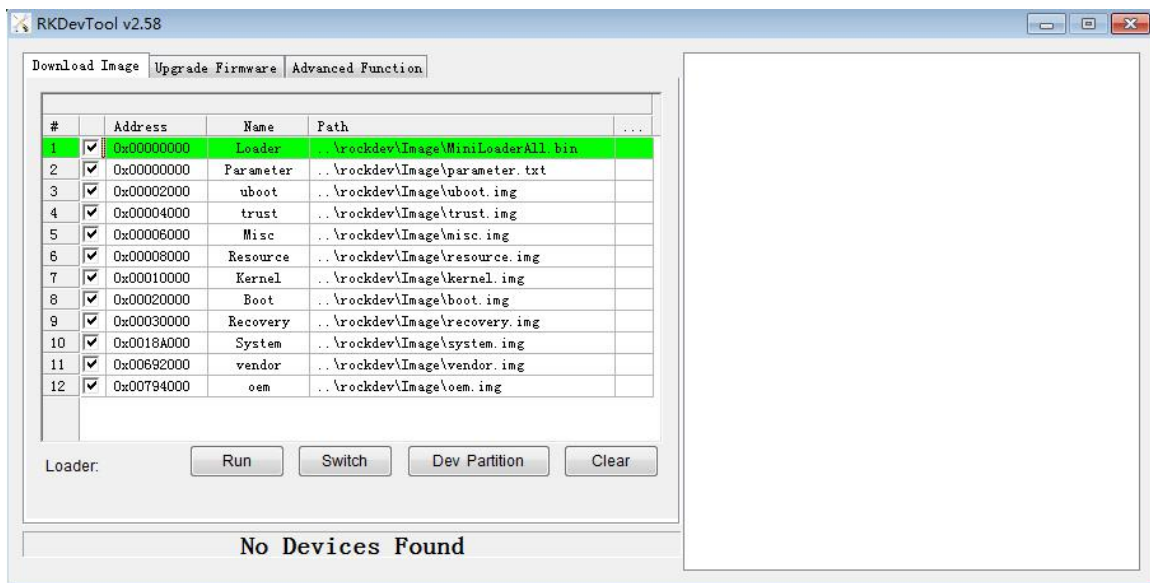 RKDevTool v2.58
Download Image Upgrade Firmware Advanced Function
# Address Name Path ...
1 0x00000000 Loader ..\rockdev\Image\MiniLoaderAll.bin
2 0x00000000 Parameter ..\rockdev\Image\parameter.txt
3 0x00002000 uboot ..\rockdev\Image\uboot.img
4 0x00004000 trust ..\rockdev\Image\trust.img
5 0x00006000 Misc ..\rockdev\Image\misc.img
6 0x00008000 Resource ..\rockdev\Image\resource.img
7 0x00010000 Kernel ..\rockdev\Image\kernel.img
8 0x00020000 Boot ..\rockdev\Image\boot.img
9 0x00030000 Recovery ..\rockdev\Image\recovery.img
10 0x0018A000 System ..\rockdev\Image\system.img
11 0x00692000 vendor ..\rockdev\Image\vendor.img
12 0x00794000 oem ..\rockdev\Image\oem.img
Loader: Run Switch Dev Partition Clear
No Devices Found